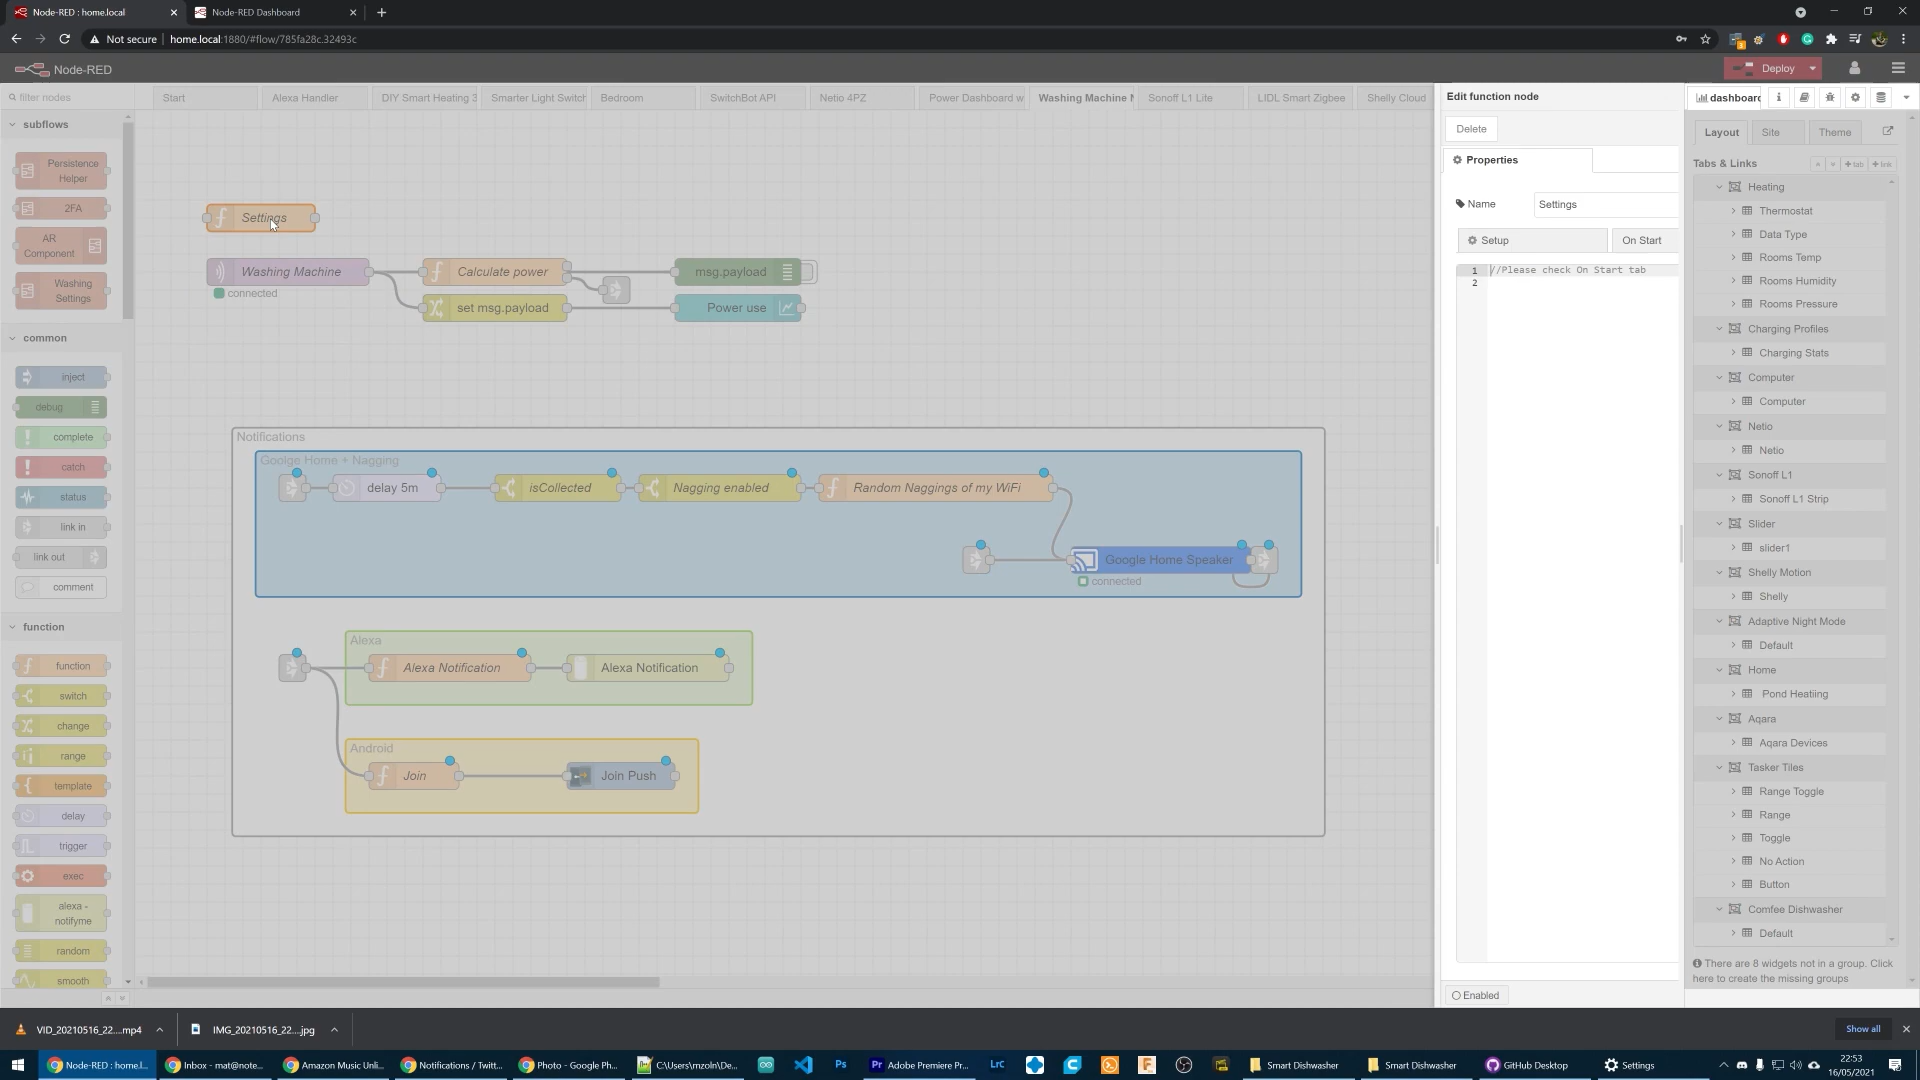 Node-RED : home.local
Node-RED Dashboard
Not secure
home.local:1880/#flow/785fa28c.32493c
Node-RED
Deploy
filter nodes
Start
Alexa Handler
DIY Smart Heating 3
Smarter Light Switch
Bedroom
SwitchBot API
Netio 4PZ
Power Dashboard w
Washing Machine N
Sonoff L1 Lite
LIDL Smart Zigbee
Shelly Cloud
subflows
Persistence
Helper
2FA
AR
Component
Washing
Settings
common
inject
debug
complete
catch
status
link in
link out
comment
function
function
switch
change
range
template
delay
trigger
exec
alexa -
notifyme
random
smooth
Settings
Washing Machine
connected
Calculate power
set msg.payload
msg.payload
Power use
Notifications
Goolge Home + Nagging
delay 5m
isCollected
Nagging enabled
Random Naggings of my WiFi
Google Home Speaker
connected
Alexa
Alexa Notification
Alexa Notification
Android
Join
Join Push
Edit function node
Delete
Properties
Name
Settings
Setup
On Start
1 //Please check On Start tab
2
Enabled
dashboard
Layout
Site
Theme
Tabs & Links
tab
link
Heating
Thermostat
Data Type
Rooms Temp
Rooms Humidity
Rooms Pressure
Charging Profiles
Charging Stats
Computer
Computer
Netio
Netio
Sonoff L1
Sonoff L1 Strip
Slider
slider1
Shelly Motion
Shelly
Adaptive Night Mode
Default
Home
Pond Heatiing
Aqara
Aqara Devices
Tasker Tiles
Range Toggle
Range
Toggle
No Action
Button
Comfee Dishwasher
Default
There are 8 widgets not in a group. Click
here to create the missing groups
VID_20210516_22....mp4
IMG_20210516_22....jpg
Show all
Node-RED : home.l...
Inbox - mat@note...
Amazon Music Unli...
Notifications / Twitt...
Photo - Google Ph...
C:\Users\mzoln\De...
Ps
Pr
Adobe Premiere Pr...
LrC
Smart Dishwasher
Smart Dishwasher
GitHub Desktop
Settings
22:53
16/05/2021